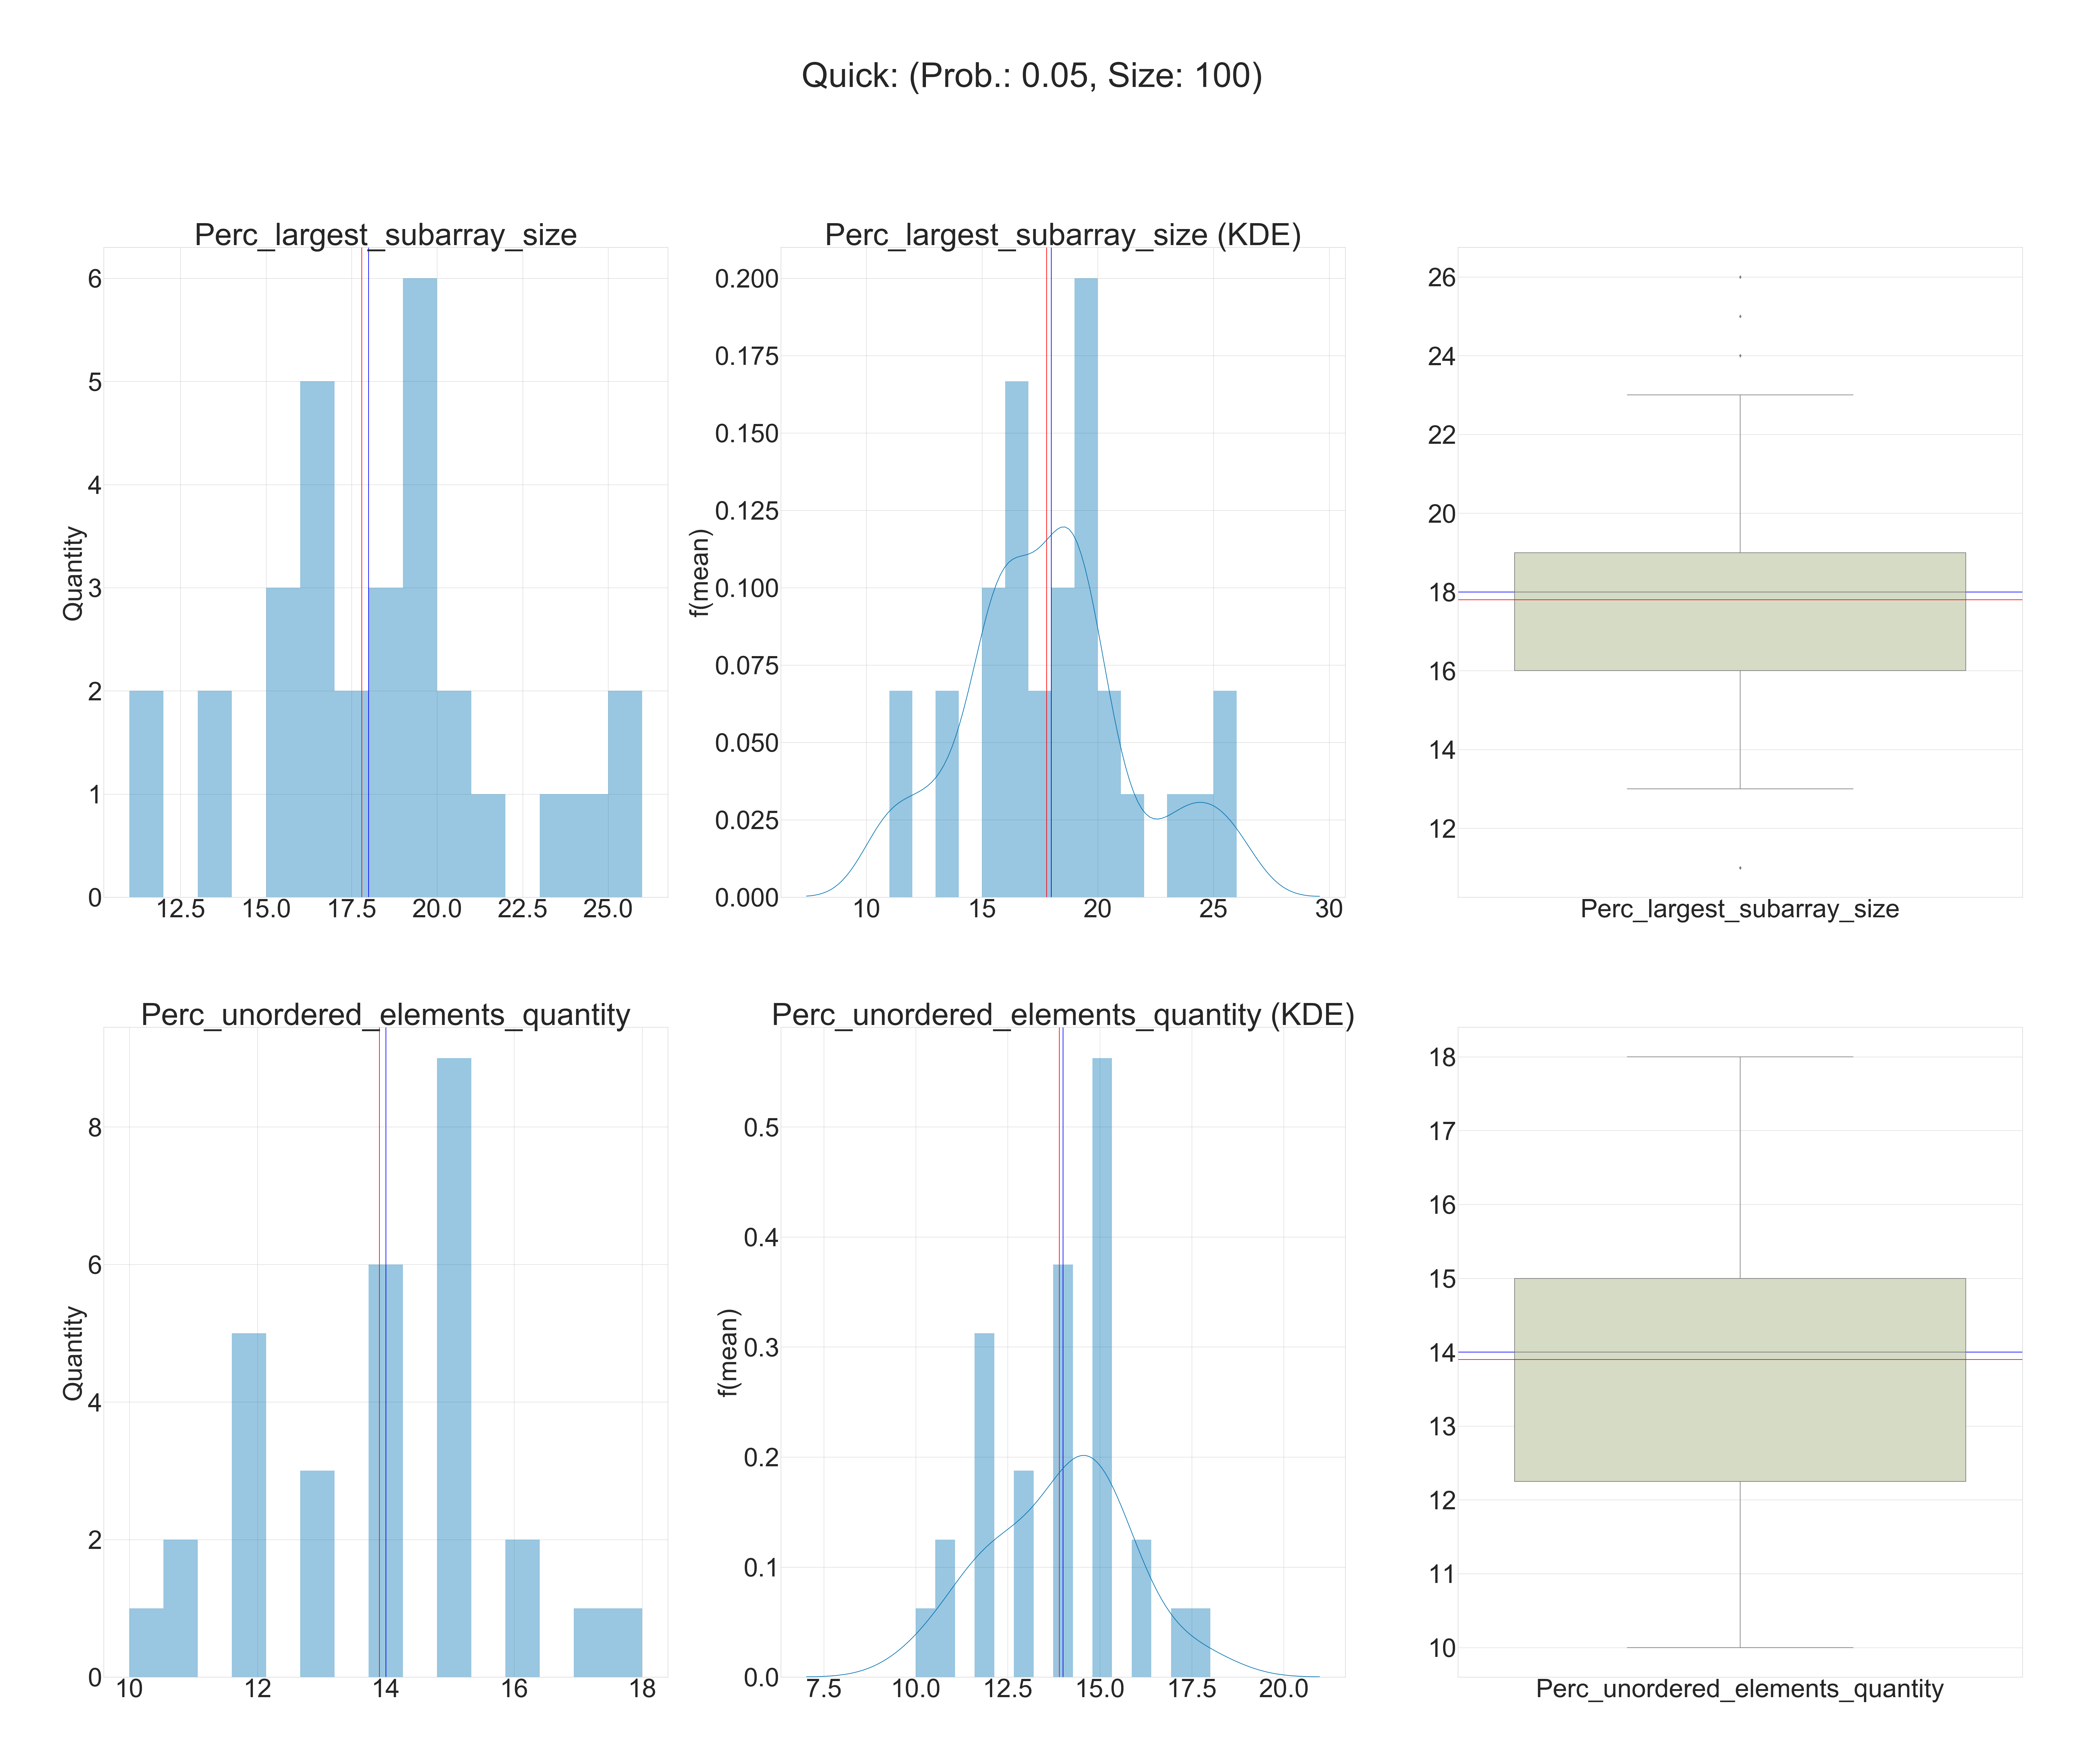 Quick: (Prob.: 0.05, Size: 100)
Perc_largest_subarray_size
Quantity
6
5
4
3
2
1
0
12.5 15.0 17.5 20.0 22.5 25.0
Perc_largest_subarray_size (KDE)
f(mean)
0.200
0.175
0.150
0.125
0.100
0.075
0.050
0.025
0.000
10 15 20 25 30
26
24
22
20
18
16
14
12
Perc_largest_subarray_size
Perc_unordered_elements_quantity
Quantity
8
6
4
2
0
10 12 14 16 18
Perc_unordered_elements_quantity (KDE)
f(mean)
0.5
0.4
0.3
0.2
0.1
0.0
7.5 10.0 12.5 15.0 17.5 20.0
18
17
16
15
14
13
12
11
10
Perc_unordered_elements_quantity